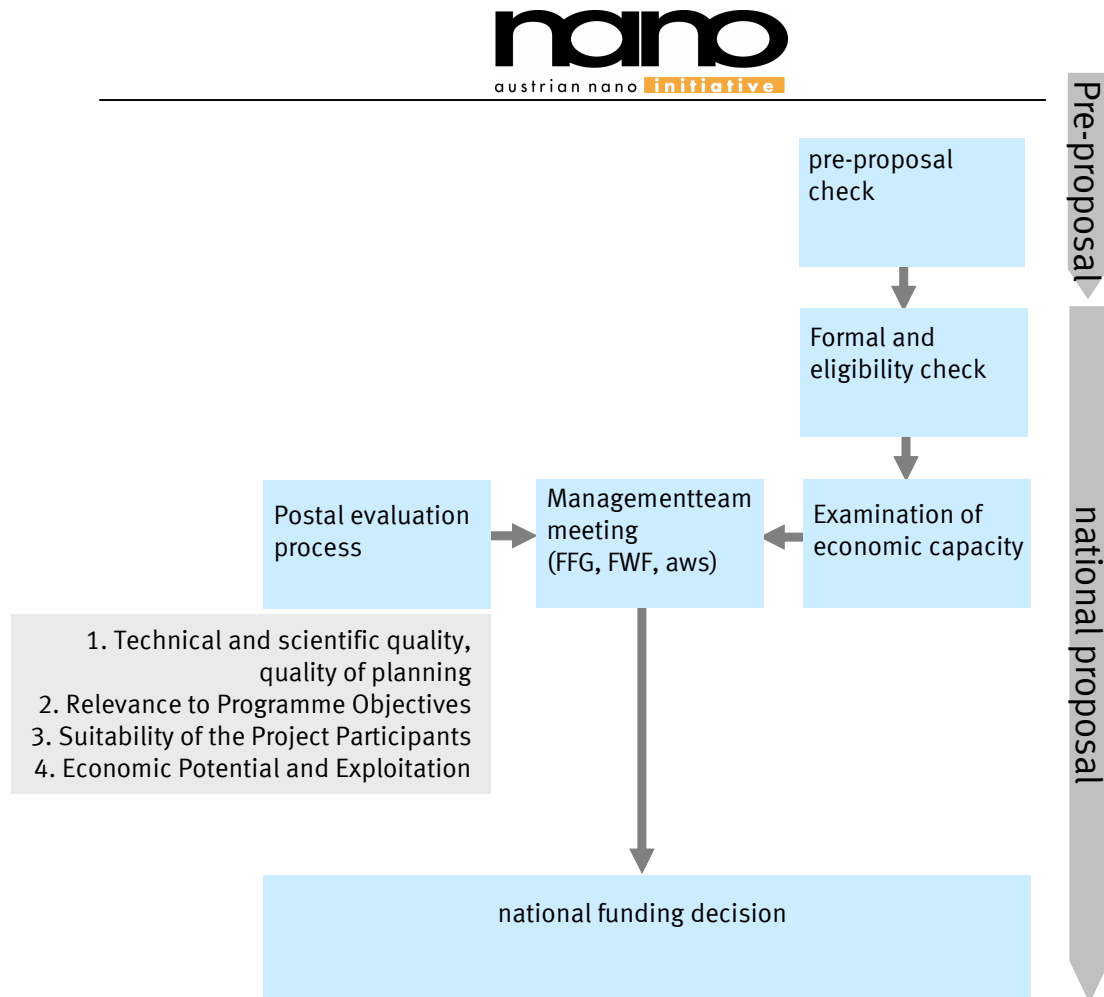 nano
austrian nano initiative
Pre-proposal
pre-proposal
check
Formal and
eligibility check
national proposal
Postal evaluation
process
Managementteam
meeting
(FFG, FWF, aws)
Examination of
economic capacity
1. Technical and scientific quality,
quality of planning
2. Relevance to Programme Objectives
3. Suitability of the Project Participants
4. Economic Potential and Exploitation
national funding decision